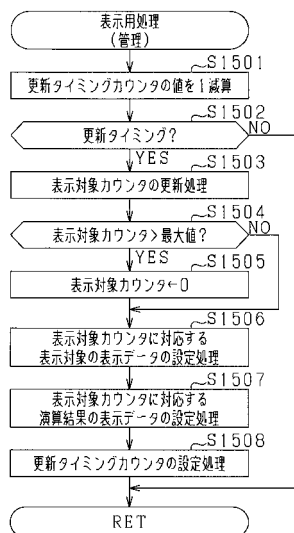 表示用処理
(管理)
S1501
更新タイミングカウンタの値を1減算
S1502
更新タイミング?
NO
YES
S1503
表示対象カウンタの更新処理
S1504
表示対象カウンタ>最大値?
NO
YES
S1505
表示対象カウンタ←0
S1506
表示対象カウンタに対応する
表示対象の表示データの設定処理
S1507
表示対象カウンタに対応する
演算結果の表示データの設定処理
S1508
更新タイミングカウンタの設定処理
RET